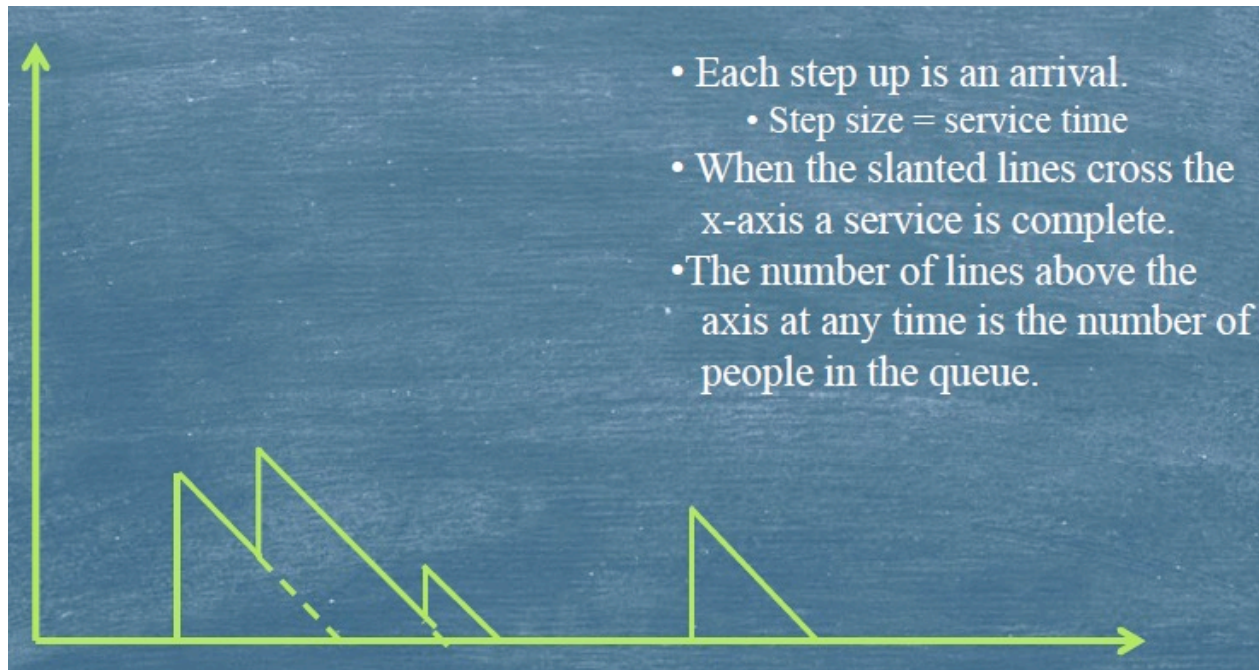 • Each step up is an arrival.
• Step size = service time
• When the slanted lines cross the
x-axis a service is complete.
•The number of lines above the
axis at any time is the number of
people in the queue.